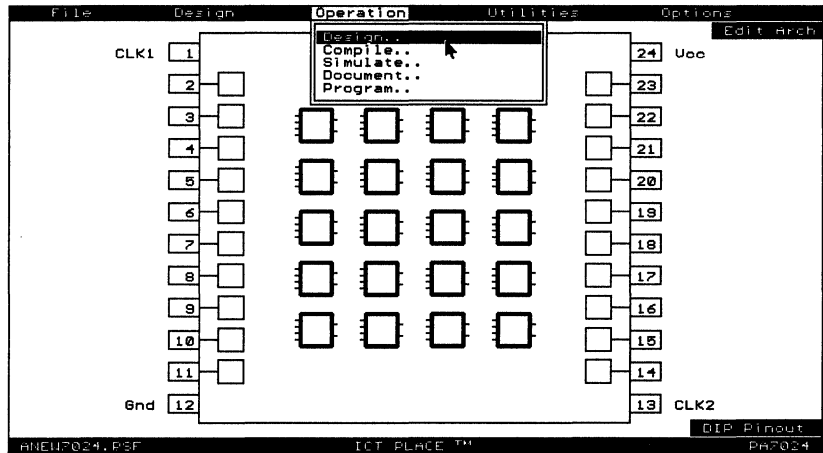 File Design Operation Utilities Options
Edit Arch
Design..
Compile..
Simulate..
Document..
Program..
CLK1 1 24 Vcc
2 23
3 22
4 21
5 20
6 19
7 18
8 17
9 16
10 15
11 14
Gnd 12 13 CLK2
DIP Pinout
ANEW7024.PSF ICT PLACE TM PA7024